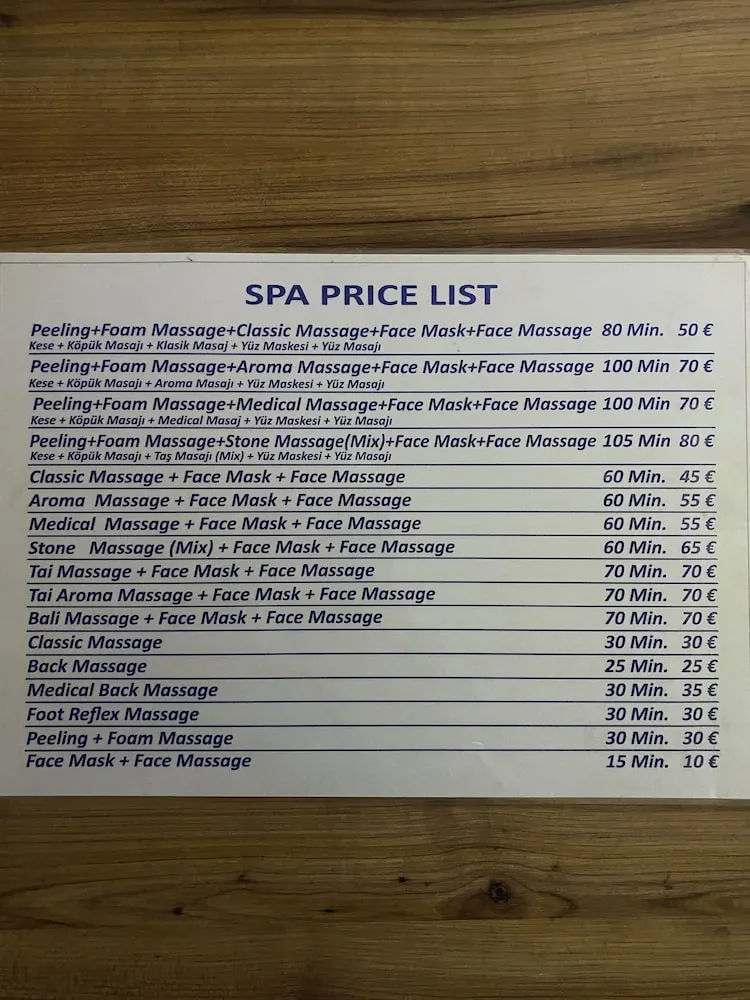 SPA PRICE LIST
Peeling+Foam Massage+Classic Massage+Face Mask+Face Massage 80 Min. 50 €
Kese + Köpük Masajı + Klasik Masaj + Yüz Maskesi + Yüz Masajı
Peeling+Foam Massage+Aroma Massage+Face Mask+Face Massage 100 Min 70 €
Kese + Köpük Masajı + Aroma Masajı + Yüz Maskesi + Yüz Masajı
Peeling+Foam Massage+Medical Massage+Face Mask+Face Massage 100 Min 70 €
Kese + Köpük Masajı + Medical Masaj + Yüz Maskesi + Yüz Masajı
Peeling+Foam Massage+Stone Massage(Mix)+Face Mask+Face Massage 105 Min 80 €
Kese + Köpük Masajı + Taş Masajı (Mix) + Yüz Maskesi + Yüz Masajı
Classic Massage + Face Mask + Face Massage 60 Min. 45 €
Aroma Massage + Face Mask + Face Massage 60 Min. 55 €
Medical Massage + Face Mask + Face Massage 60 Min. 55 €
Stone Massage (Mix) + Face Mask + Face Massage 60 Min. 65 €
Tai Massage + Face Mask + Face Massage 70 Min. 70 €
Tai Aroma Massage + Face Mask + Face Massage 70 Min. 70 €
Bali Massage + Face Mask + Face Massage 70 Min. 70 €
Classic Massage 30 Min. 30 €
Back Massage 25 Min. 25 €
Medical Back Massage 30 Min. 35 €
Foot Reflex Massage 30 Min. 30 €
Peeling + Foam Massage 30 Min. 30 €
Face Mask + Face Massage 15 Min. 10 €